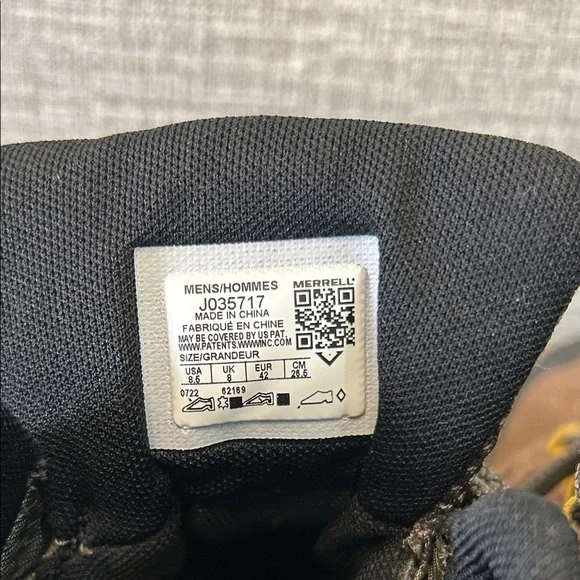 MENS/HOMMES MERRELL
J035717
MADE IN CHINA
FABRIQUÉ EN CHINE
MAY BE COVERED BY US PAT.
WWW.PATENTS.WWWINC.COM
SIZE/GRANDEUR
USA UK EUR CM
8.5 8 42 26.5
0722 62169